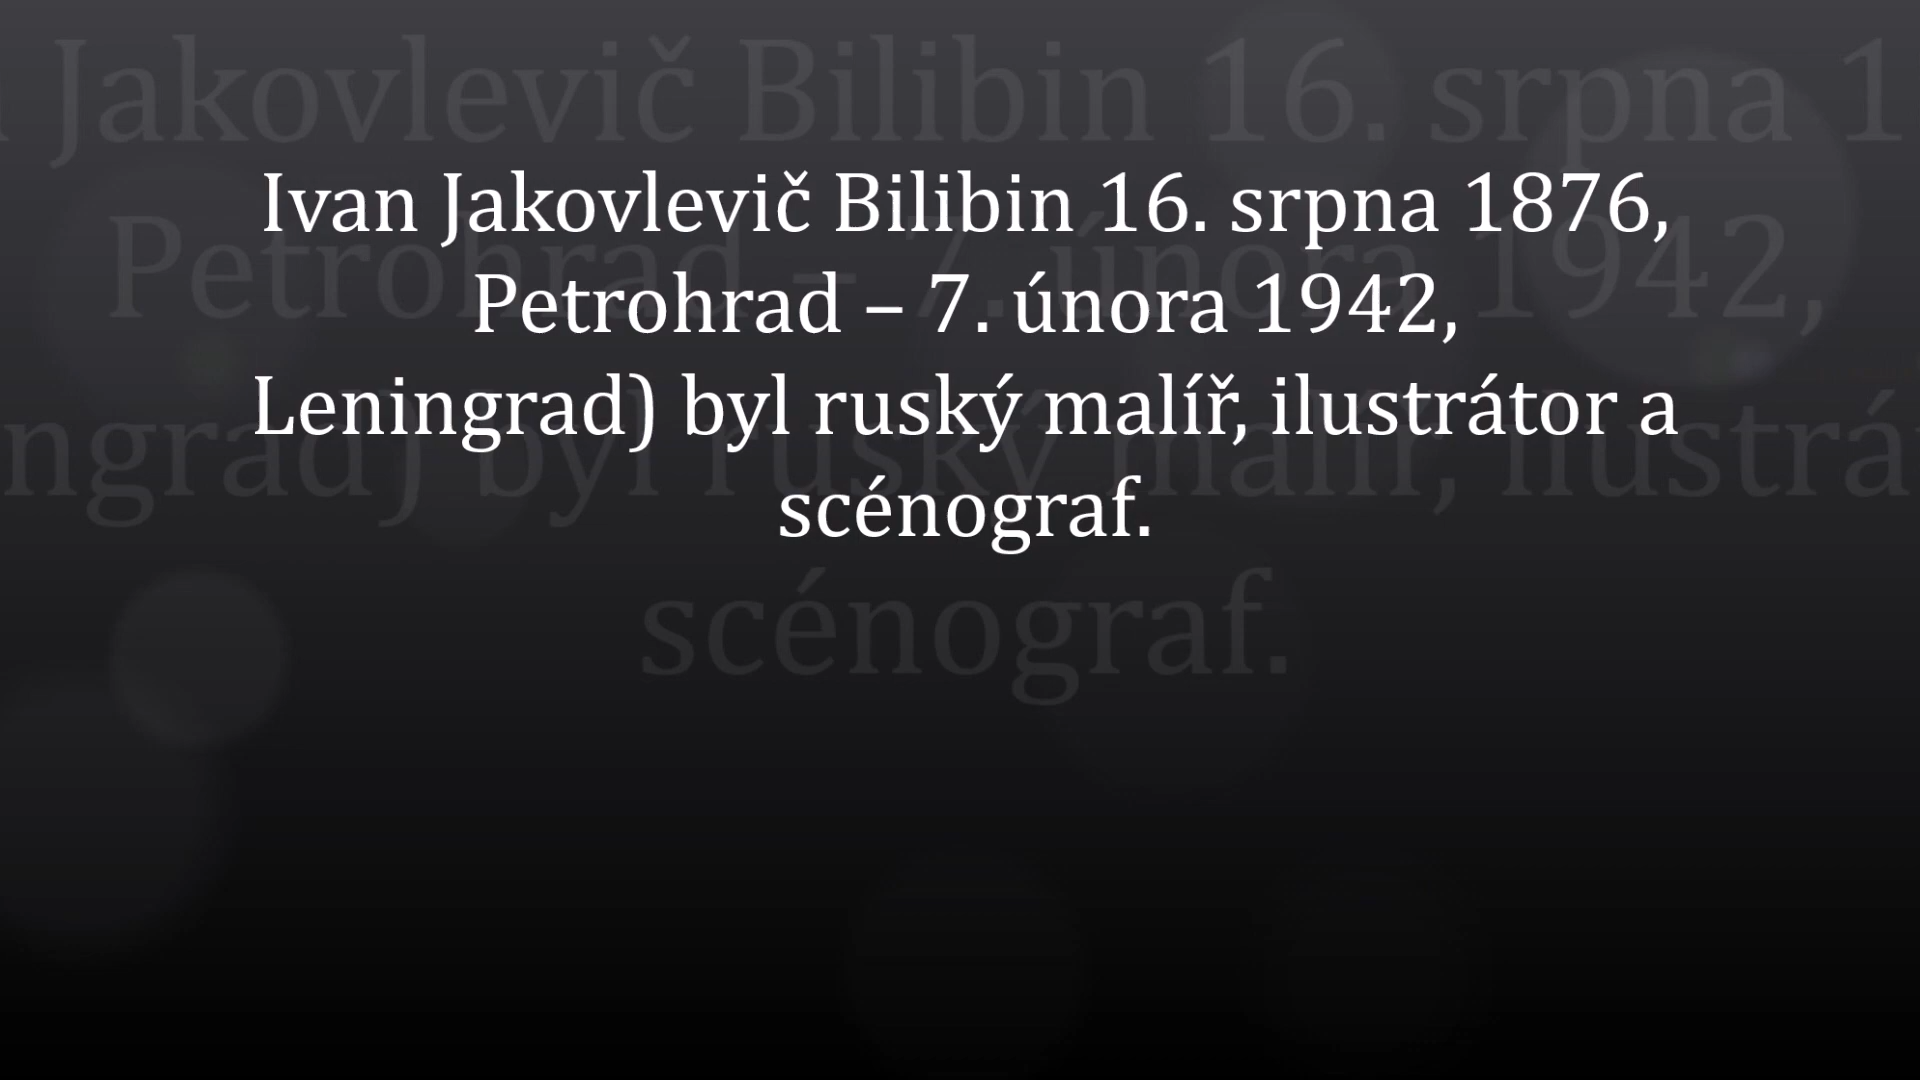 Ivan Jakovlevič Bilibin 16. srpna 1876,
Petrohrad – 7. února 1942,
Leningrad) byl ruský malíř, ilustrátor a
scénograf.